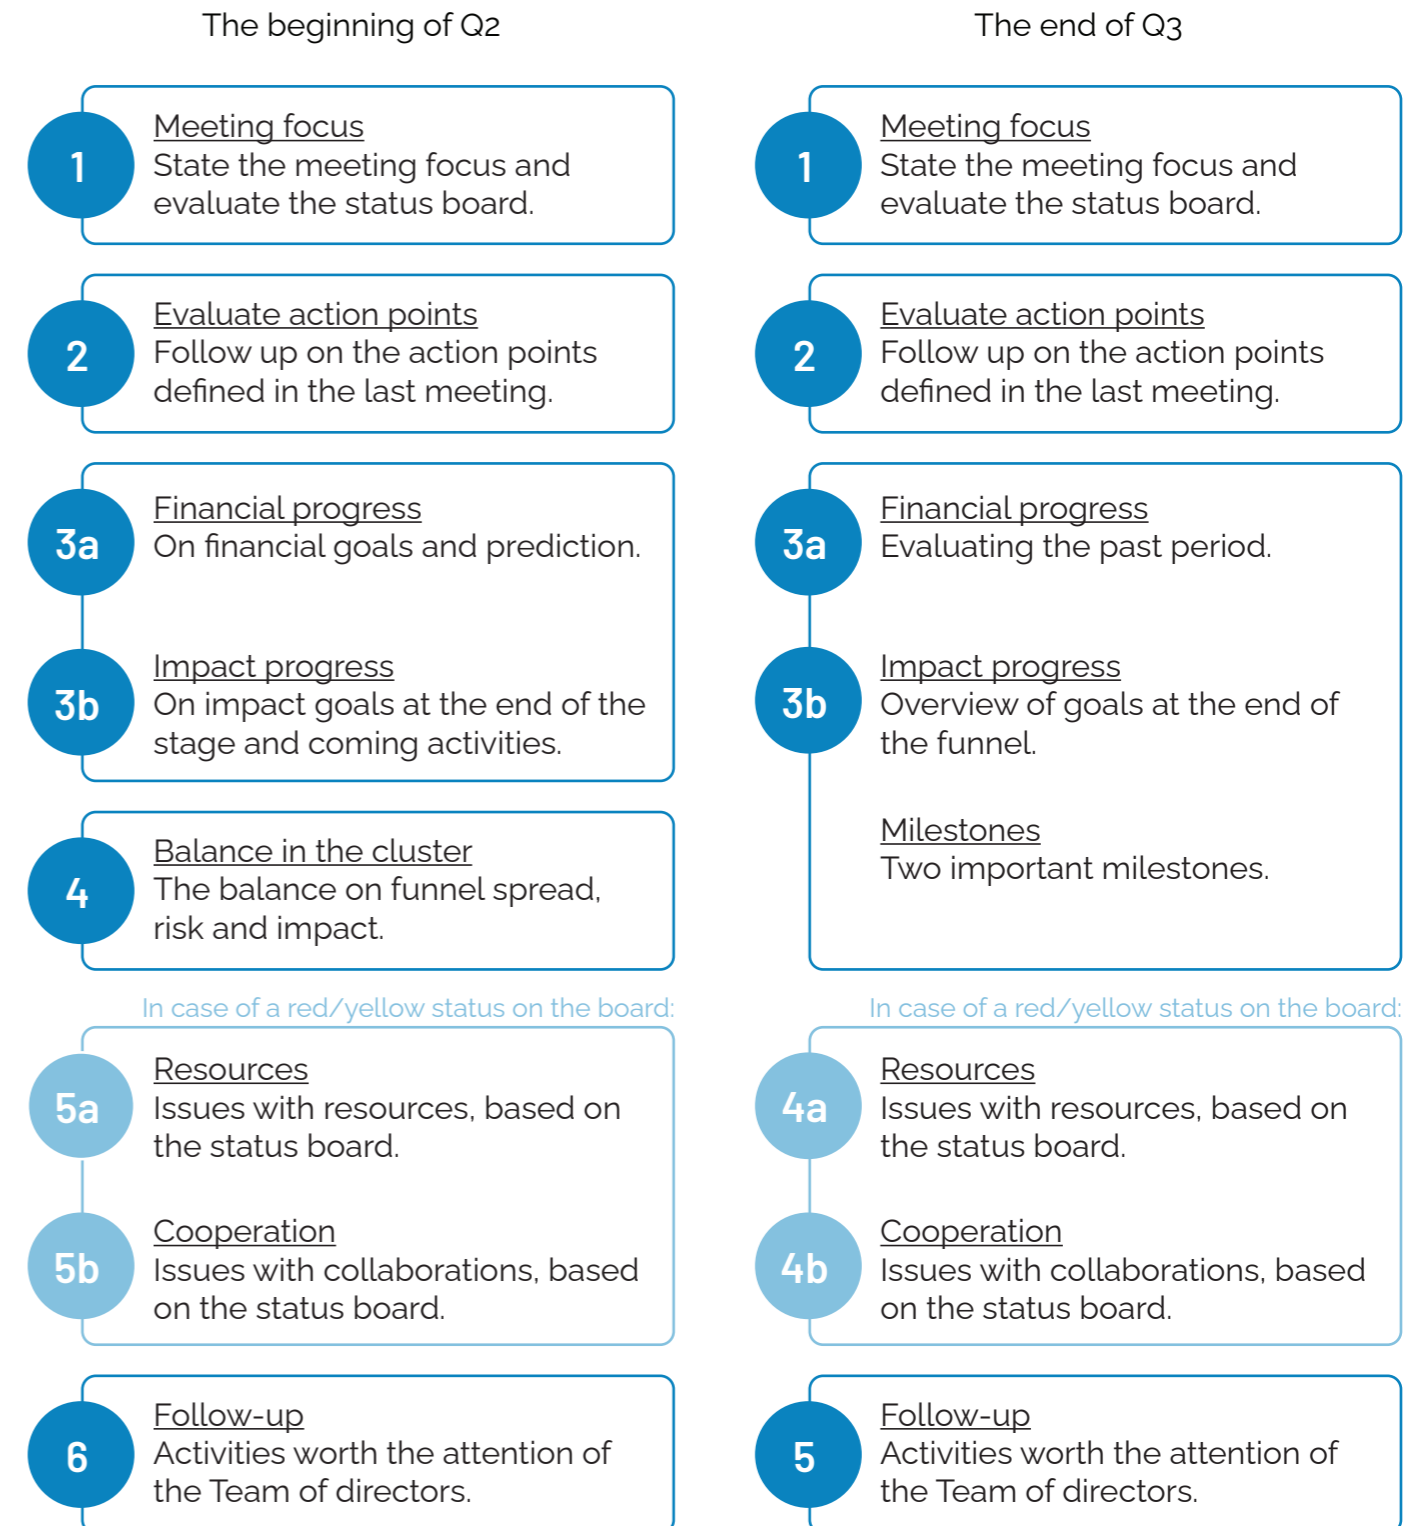 The beginning of Q2
1
Meeting focus
State the meeting focus and
evaluate the status board.
2
Evaluate action points
Follow up on the action points
defined in the last meeting.
3a
Financial progress
On financial goals and prediction.
3b
Impact progress
On impact goals at the end of the
stage and coming activities.
4
Balance in the cluster
The balance on funnel spread,
risk and impact.
In case of a red/yellow status on the board:
5a
Resources
Issues with resources, based on
the status board.
5b
Cooperation
Issues with collaborations, based
on the status board.
6
Follow-up
Activities worth the attention of
the Team of directors.
The end of Q3
1
Meeting focus
State the meeting focus and
evaluate the status board.
2
Evaluate action points
Follow up on the action points
defined in the last meeting.
3a
Financial progress
Evaluating the past period.
3b
Impact progress
Overview of goals at the end of
the funnel.
Milestones
Two important milestones.
In case of a red/yellow status on the board:
4a
Resources
Issues with resources, based on
the status board.
4b
Cooperation
Issues with collaborations, based
on the status board.
5
Follow-up
Activities worth the attention of
the Team of directors.